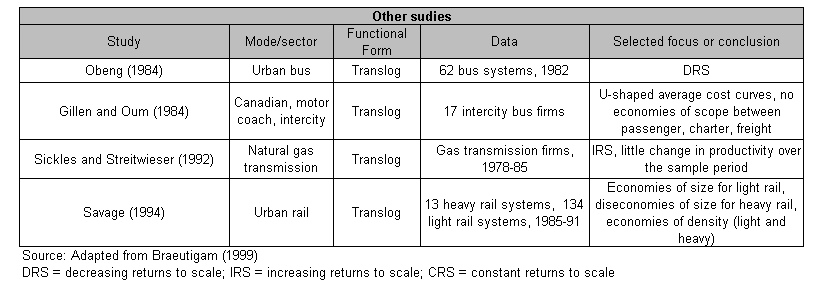 Other sudies
Study Mode/sector Functional Form Data Selected focus or conclusion
Obeng (1984) Urban bus Translog 62 bus systems, 1982 DRS
Gillen and Oum (1984) Canadian, motor coach, intercity Translog 17 intercity bus firms U-shaped average cost curves, no economies of scope between passenger, charter, freight
Sickles and Streitwieser (1992) Natural gas transmission Translog Gas transmission firms, 1978-85 IRS, little change in productivity over the sample period
Savage (1994) Urban rail Translog 13 heavy rail systems, 134 light rail systems, 1985-91 Economies of size for light rail, diseconomies of size for heavy rail, economies of density (light and heavy)
Source: Adapted from Braeutigam (1999)
DRS = decreasing returns to scale; IRS = increasing returns to scale; CRS = constant returns to scale